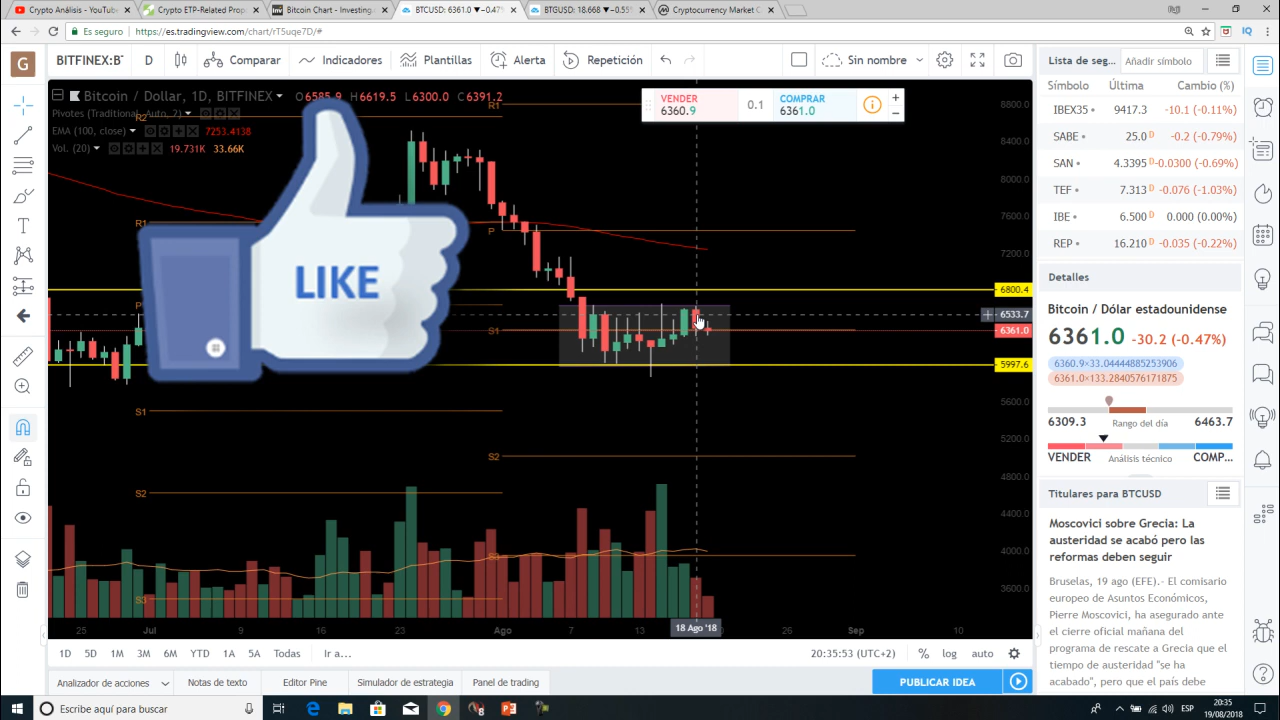 Crypto Análisis - YouTub
Crypto ETP-Related Prop
Bitcoin Chart - Investing.c
BTCUSD: 6361.0 ▼−0.47%
BTGUSD: 18.668 ▼−0.55%
Cryptocurrency Market C
Es seguro
https://es.tradingview.com/chart/rT5uqe7D/#
BITFINEX:B
D
Comparar
Indicadores
Plantillas
Alerta
Repetición
Sin nombre
Bitcoin / Dollar, 1D, BITFINEX
O6585.9 H6619.5 L6300.0 C6391.2
Pivotes (Traditional, Auto, 2)
EMA (100, close)
7253.4138
Vol. (20)
19.731K
33.66K
VENDER
6360.9
0.1
COMPRAR
6361.0
LIKE
R2
R1
R1
P
P
S1
S1
S2
S2
S3
8800.0
8400.0
8000.0
7600.0
7200.0
6800.4
6533.7
6361.0
5997.6
5600.0
5200.0
4800.0
4400.0
4000.0
3600.0
25
Jul
9
16
23
Ago
7
13
18 Ago '18
26
Sep
10
1D
5D
1M
3M
6M
YTD
1A
5A
Todas
Ir a...
20:35:53 (UTC+2)
%
log
auto
Analizador de acciones
Notas de texto
Editor Pine
Simulador de estrategia
Panel de trading
PUBLICAR IDEA
Lista de seg...
Añadir símbolo
Símbolo
Última
Cambio (%)
IBEX35
9417.3
-10.1 (-0.11%)
SABE
25.0 D
-0.2 (-0.79%)
SAN
4.3395 D
-0.0300 (-0.69%)
TEF
7.313 D
-0.076 (-1.03%)
IBE
6.500 D
0.000 (0.00%)
REP
16.210 D
-0.035 (-0.22%)
Detalles
Bitcoin / Dólar estadounidense
6361.0 -30.2 (-0.47%)
6360.9×33.04444885253906
6361.0×133.2840576171875
6309.3
Rango del día
6463.7
VENDER
Análisis técnico
COMP...
Titulares para BTCUSD
Moscovici sobre Grecia: La
austeridad se acabó pero las
reformas deben seguir
Bruselas, 19 ago (EFE).- El comisario
europeo de Asuntos Económicos,
Pierre Moscovici, ha asegurado ante
el cierre oficial mañana del
programa de rescate a Grecia que el
tiempo de austeridad "se ha
acabado", pero que el país debe
Escribe aquí para buscar
ESP
20:35
19/08/2018